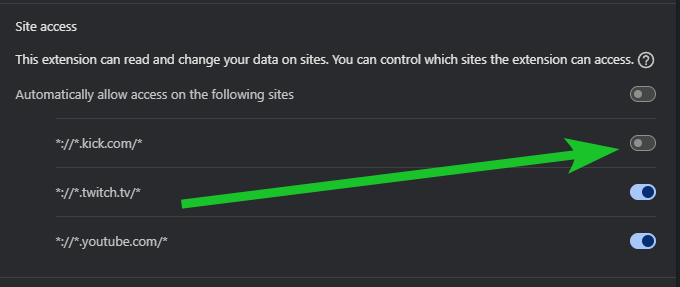 Site access
This extension can read and change your data on sites. You can control which sites the extension can access. ?
Automatically allow access on the following sites
*://*.kick.com/*
*://*.twitch.tv/*
*://*.youtube.com/*